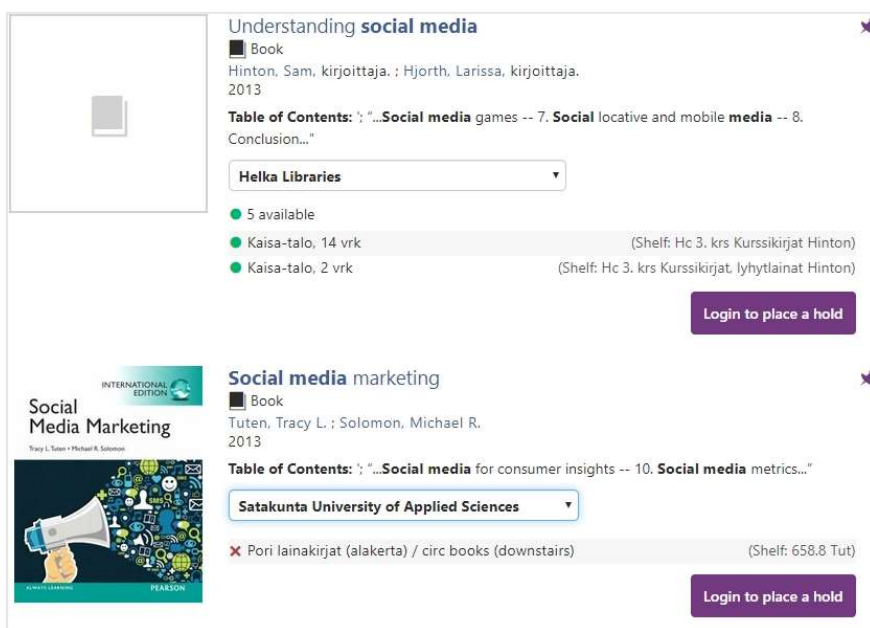 Understanding social media
Book
Hinton, Sam, kirjoittaja. ; Hjorth, Larissa, kirjoittaja.
2013
Table of Contents: '; "...Social media games -- 7. Social locative and mobile media -- 8.
Conclusion..."
Helka Libraries
5 available
Kaisa-talo, 14 vrk (Shelf: Hc 3. krs Kurssikirjat Hinton)
Kaisa-talo, 2 vrk (Shelf: Hc 3. krs Kurssikirjat, lyhytlainat Hinton)
Login to place a hold
INTERNATIONAL
EDITION
Social
Media Marketing
Tracy L. Tuten • Michael R. Solomon
SMS
ALWAYS LEARNING
PEARSON
Social media marketing
Book
Tuten, Tracy L. ; Solomon, Michael R.
2013
Table of Contents: '; "...Social media for consumer insights -- 10. Social media metrics..."
Satakunta University of Applied Sciences
Pori lainakirjat (alakerta) / circ books (downstairs) (Shelf: 658.8 Tut)
Login to place a hold